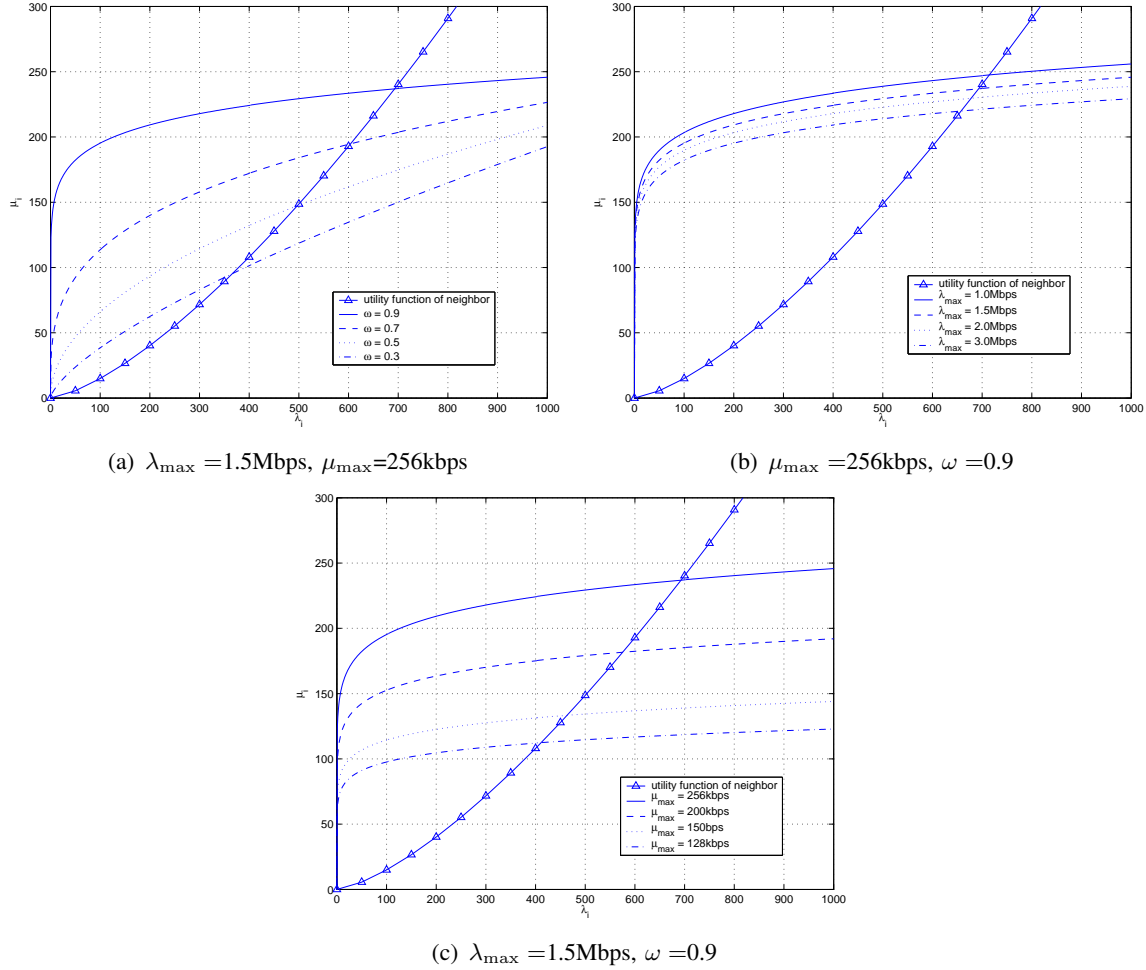 300
250
200
150
100
50
0
μi
utility function of neighbor
ω = 0.9
ω = 0.7
ω = 0.5
ω = 0.3
0 100 200 300 400 500 600 700 800 900 1000
λi
(a) λmax =1.5Mbps, μmax=256kbps
300
250
200
150
100
50
0
μi
utility function of neighbor
λmax = 1.0Mbps
λmax = 1.5Mbps
λmax = 2.0Mbps
λmax = 3.0Mbps
0 100 200 300 400 500 600 700 800 900 1000
λi
(b) μmax =256kbps, ω =0.9
300
250
200
150
100
50
0
μi
utility function of neighbor
μmax = 256kbps
μmax = 200kbps
μmax = 150bps
μmax = 128kbps
0 100 200 300 400 500 600 700 800 900 1000
λi
(c) λmax =1.5Mbps, ω =0.9